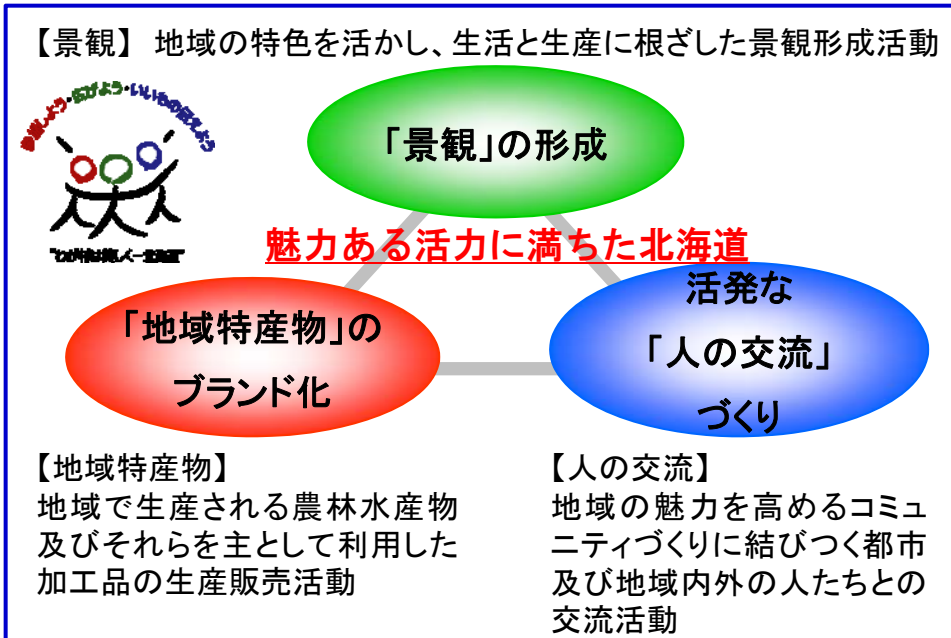 【景観】 地域の特色を活かし、生活と生産に根ざした景観形成活動
「景観」の形成
魅力ある活力に満ちた北海道
「地域特産物」の
ブランド化
活発な
「人の交流」
づくり
【地域特産物】
地域で生産される農林水産物
及びそれらを主として利用した
加工品の生産販売活動
【人の交流】
地域の魅力を高めるコミュ
ニティづくりに結びつく都市
及び地域内外の人たちとの
交流活動